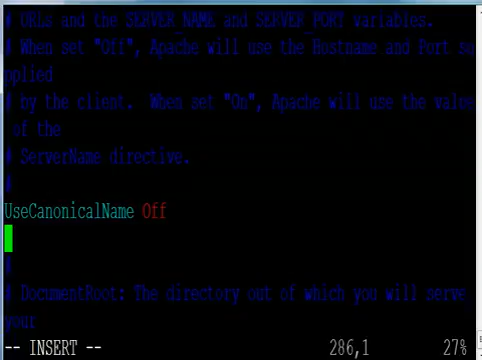 # URLs and the SERVER_NAME and SERVER_PORT variables.
# When set "Off", Apache will use the Hostname and Port su
pplied
# by the client.  When set "On", Apache will use the value
 of the
# ServerName directive.
#
UseCanonicalName Off
#
# DocumentRoot: The directory out of which you will serve
your
-- INSERT --                    286,1         27%